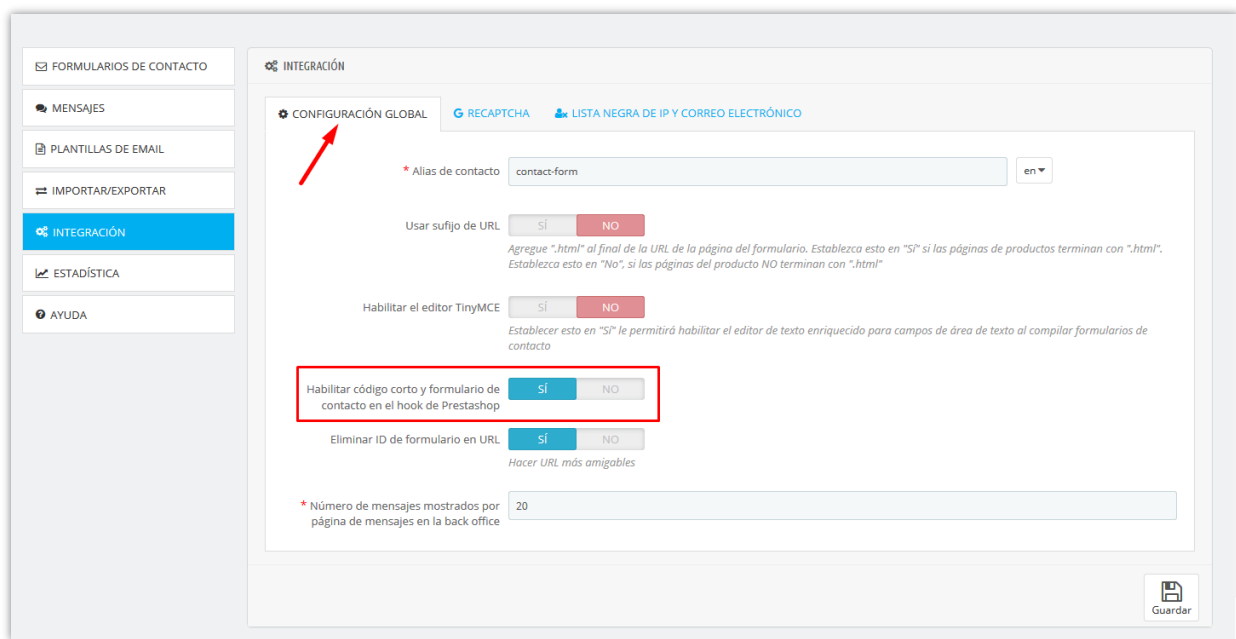 FORMULARIOS DE CONTACTO
MENSAJES
PLANTILLAS DE EMAIL
IMPORTAR/EXPORTAR
INTEGRACIÓN
ESTADÍSTICA
AYUDA
INTEGRACIÓN
CONFIGURACIÓN GLOBAL
G RECAPTCHA
LISTA NEGRA DE IP Y CORREO ELECTRÓNICO
* Alias de contacto
contact-form
en
Usar sufijo de URL
SÍ NO
Agregue ".html" al final de la URL de la página del formulario. Establezca esto en "Sí" si las páginas de productos terminan con ".html".
Establezca esto en "No", si las páginas del producto NO terminan con ".html"
Habilitar el editor TinyMCE
SÍ NO
Establecer esto en "Sí" le permitirá habilitar el editor de texto enriquecido para campos de área de texto al compilar formularios de
contacto
Habilitar código corto y formulario de
contacto en el hook de Prestashop
SÍ NO
Eliminar ID de formulario en URL
SÍ NO
Hacer URL más amigables
* Número de mensajes mostrados por
página de mensajes en la back office
20
Guardar